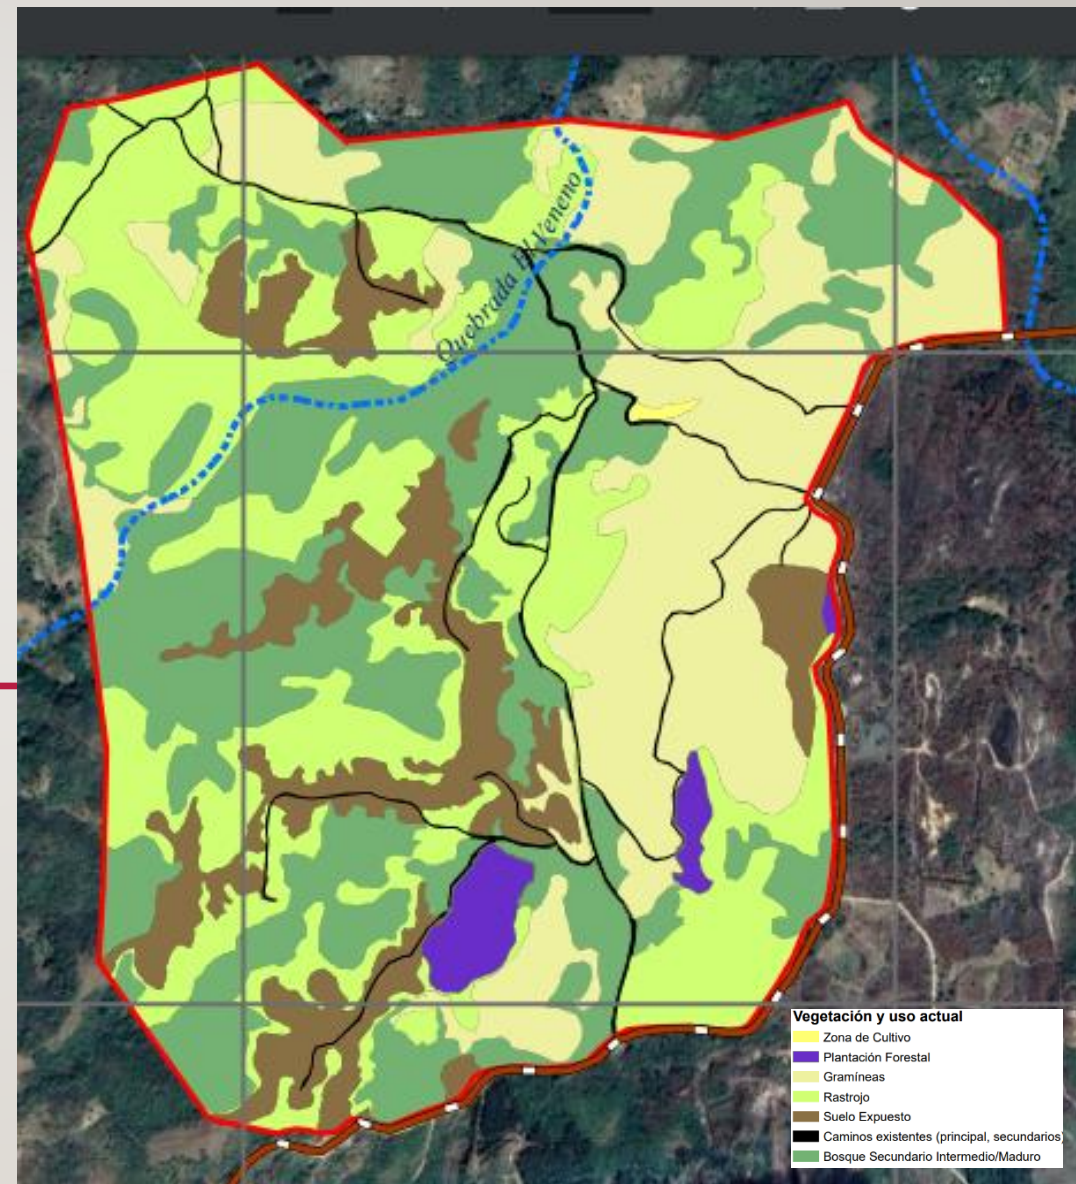 Quebrada El Veneno
Vegetación y uso actual
Zona de Cultivo
Plantación Forestal
Gramíneas
Rastrojo
Suelo Expuesto
Caminos existentes (principal, secundarios)
Bosque Secundario Intermedio/Maduro